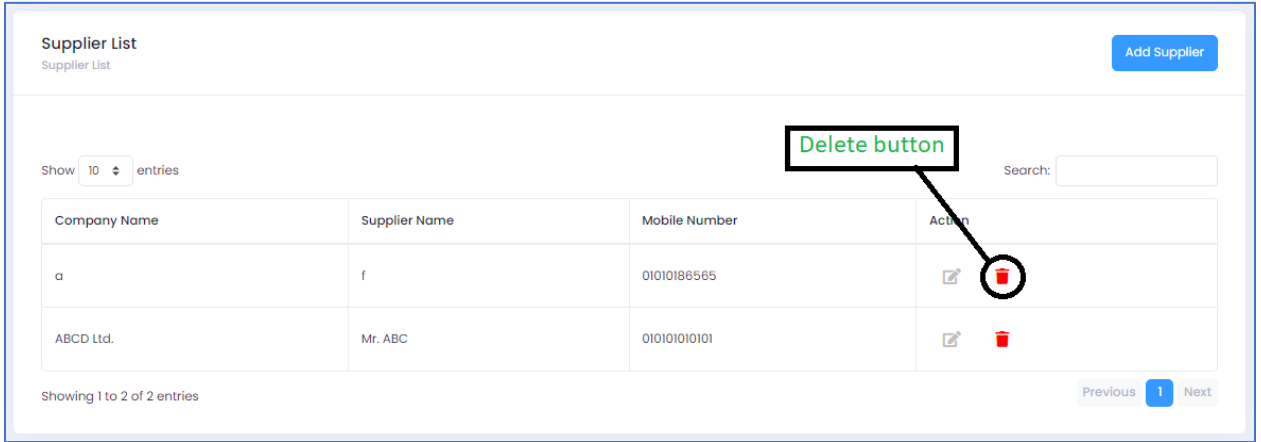 Supplier List
Supplier List
Add Supplier
Delete button
Show 10 entries
Search:
Company Name Supplier Name Mobile Number Action
a f 01010186565
ABCD Ltd. Mr. ABC 010101010101
Showing 1 to 2 of 2 entries
Previous 1 Next